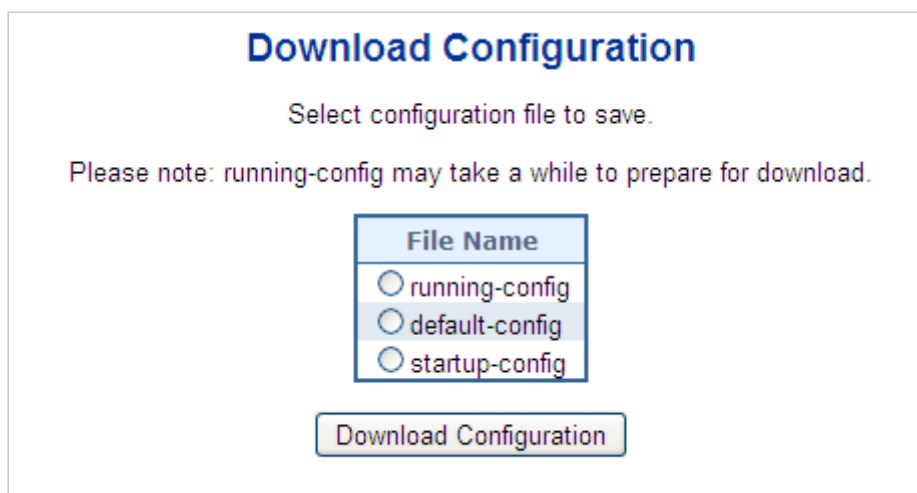 Download Configuration
Select configuration file to save.
Please note: running-config may take a while to prepare for download.
File Name
running-config
default-config
startup-config
Download Configuration